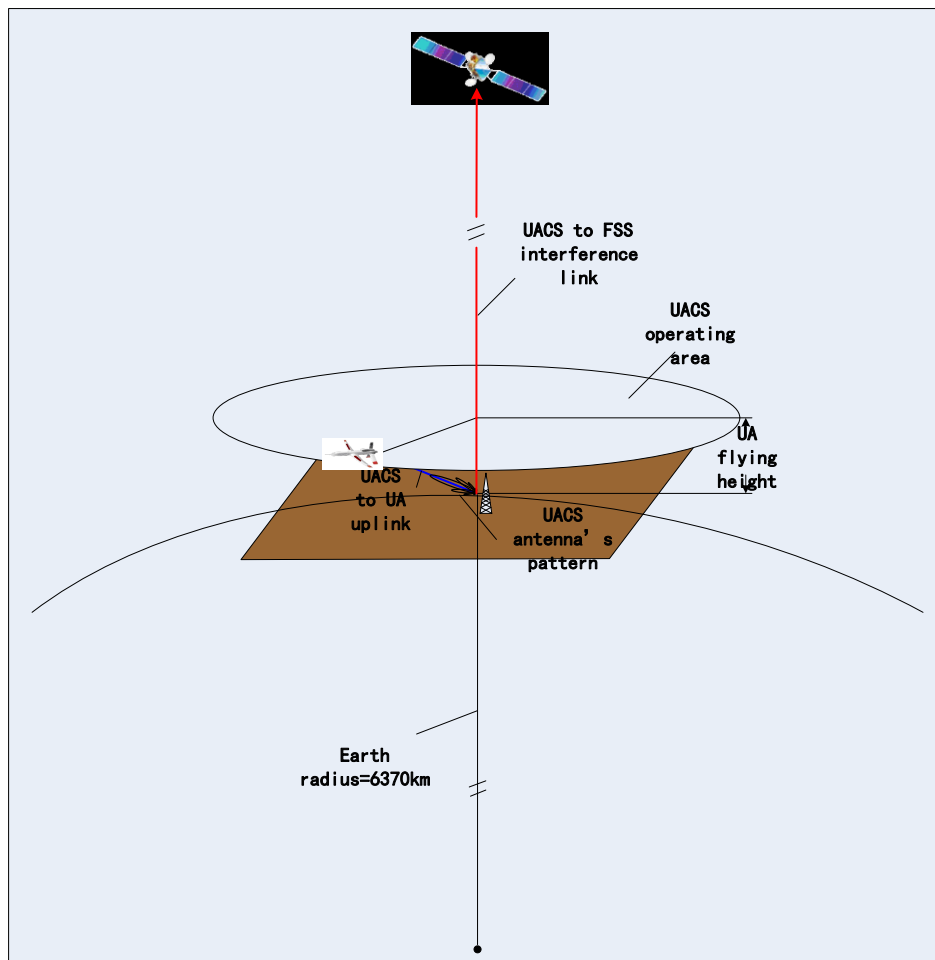 UACS to FSS
interference
link
UACS
operating
area
UA
flying
height
UACS
to UA
uplink
UACS
antenna’s
pattern
Earth
radius=6370km